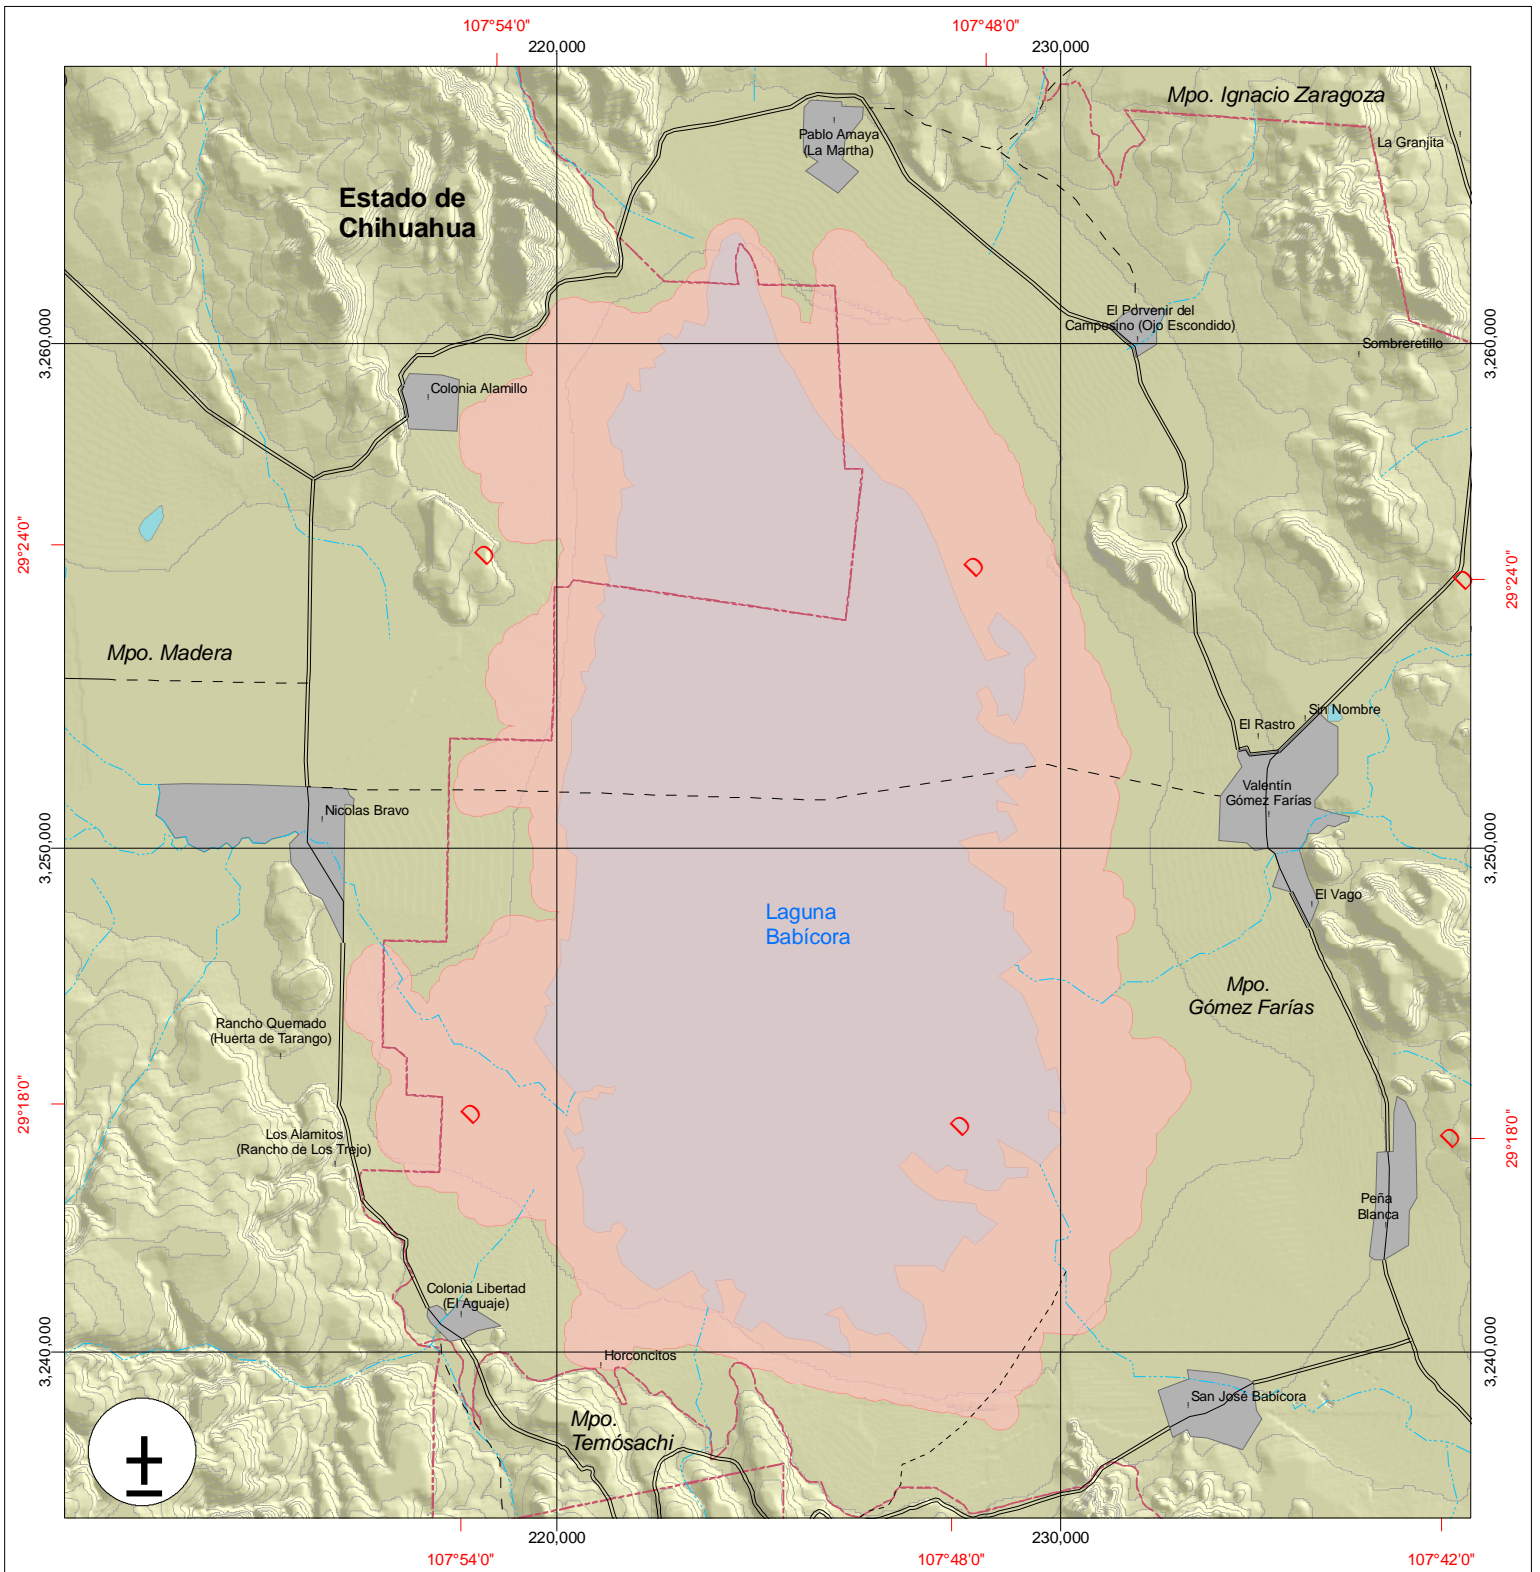 107°54'0"
107°48'0"
220,000
230,000
Mpo. Ignacio Zaragoza
Pablo Amaya
(La Martha)
La Granjita
Estado de
Chihuahua
El Porvenir del
Campesino (Ojo Escondido)
Sombreretillo
3,260,000
3,260,000
Colonia Alamillo
29°24'0"
29°24'0"
Mpo. Madera
Sin Nombre
El Rastro
Valentín
Gómez Farías
Nicolas Bravo
3,250,000
3,250,000
El Vago
Laguna
Babícora
Mpo.
Gómez Farías
Rancho Quemado
(Huerta de Tarango)
29°18'0"
29°18'0"
Los Alamitos
(Rancho de Los Trejo)
Peña
Blanca
Colonia Libertad
(El Aguaje)
3,240,000
3,240,000
Horconcitos
San José Babícora
Mpo.
Temósachi
±
220,000
230,000
107°54'0"
107°48'0"
107°42'0"